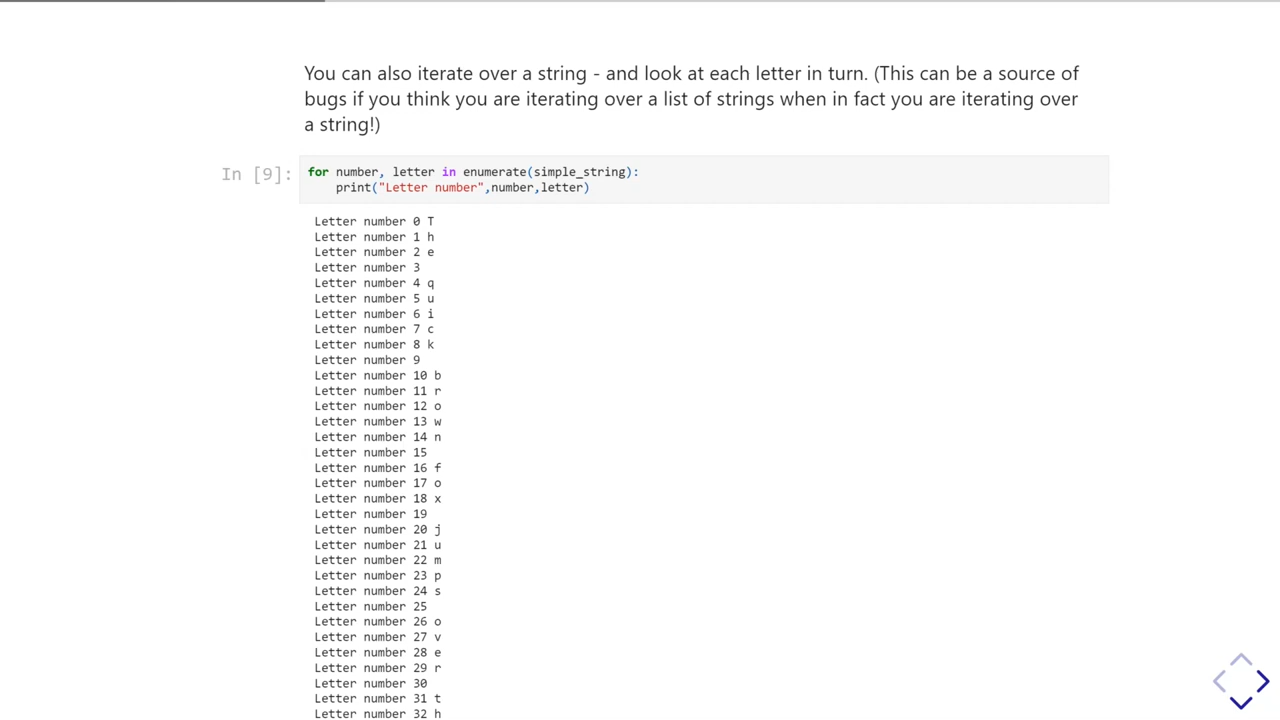 You can also iterate over a string - and look at each letter in turn. (This can be a source of
bugs if you think you are iterating over a list of strings when in fact you are iterating over
a string!)
In [9]:
for number, letter in enumerate(simple_string):
    print("Letter number",number,letter)
Letter number 0 T
Letter number 1 h
Letter number 2 e
Letter number 3
Letter number 4 q
Letter number 5 u
Letter number 6 i
Letter number 7 c
Letter number 8 k
Letter number 9
Letter number 10 b
Letter number 11 r
Letter number 12 o
Letter number 13 w
Letter number 14 n
Letter number 15
Letter number 16 f
Letter number 17 o
Letter number 18 x
Letter number 19
Letter number 20 j
Letter number 21 u
Letter number 22 m
Letter number 23 p
Letter number 24 s
Letter number 25
Letter number 26 o
Letter number 27 v
Letter number 28 e
Letter number 29 r
Letter number 30
Letter number 31 t
Letter number 32 h